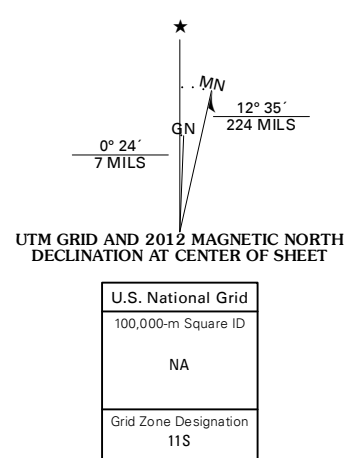 ★
MN
12° 35´
224 MILS
GN
0° 24´
7 MILS
UTM GRID AND 2012 MAGNETIC NORTH
DECLINATION AT CENTER OF SHEET
U.S. National Grid
100,000-m Square ID
NA
Grid Zone Designation
11S